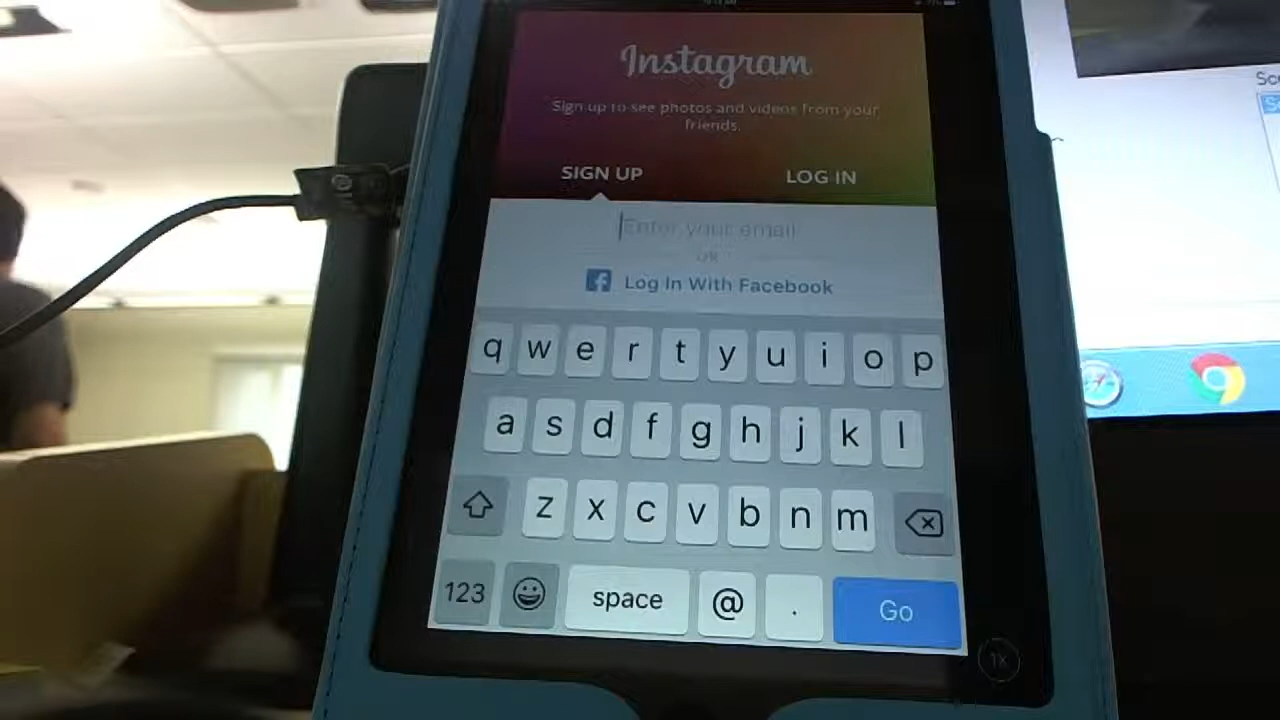 Instagram
Sign up to see photos and videos from your
friends.
SIGN UP
LOG IN
Enter your email
OR
Log In With Facebook
q w e r t y u i o p
a s d f g h j k l
z x c v b n m
123
space
@
.
Go
1x